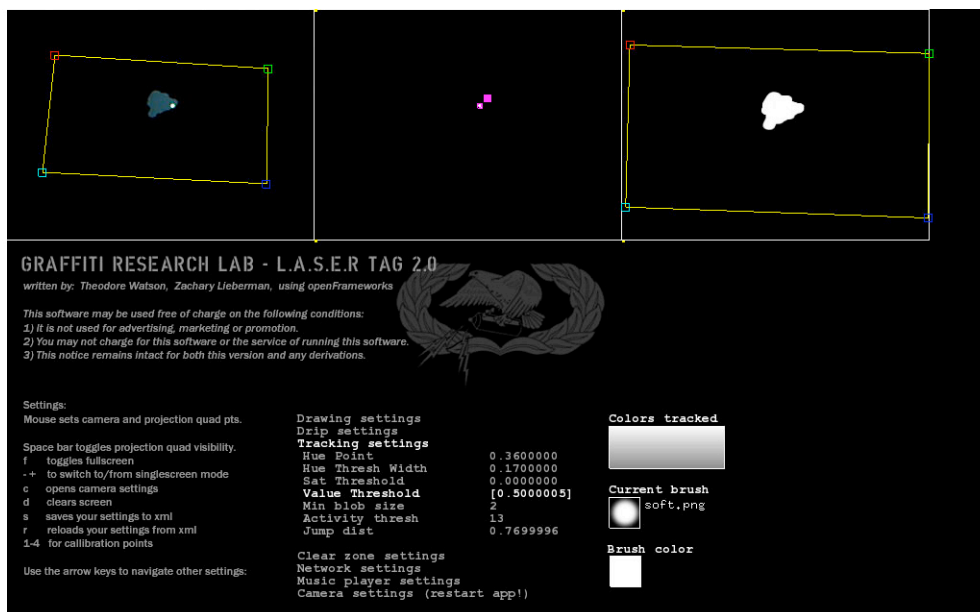 GRAFFITI RESEARCH LAB - L.A.S.E.R TAG 2.0
written by: Theodore Watson, Zachary Lieberman, using openFrameworks
This software may be used free of charge on the following conditions:
1) It is not used for advertising, marketing or promotion.
2) You may not charge for this software or the service of running this software.
3) This notice remains intact for both this version and any derivations.
Settings:
Mouse sets camera and projection quad pts.
Space bar toggles projection quad visibility.
f toggles fullscreen
- + to switch to/from singlescreen mode
c opens camera settings
d clears screen
s saves your settings to xml
r reloads your settings from xml
1-4 for callibration points
Use the arrow keys to navigate other settings:
Drawing settings
Drip settings
Tracking settings
Hue Point 0.3600000
Hue Thresh Width 0.1700000
Sat Threshold 0.0000000
Value Threshold [0.5000005]
Min blob size 2
Activity thresh 13
Jump dist 0.7699996
Clear zone settings
Network settings
Music player settings
Camera settings (restart app!)
Colors tracked
Current brush
soft.png
Brush color